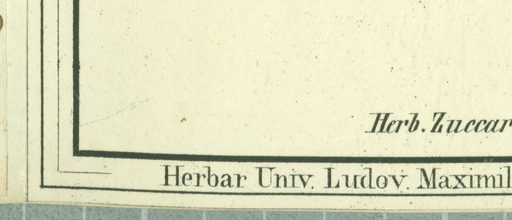 Herb. Zuccar
Herbar Univ. Ludov. Maximil